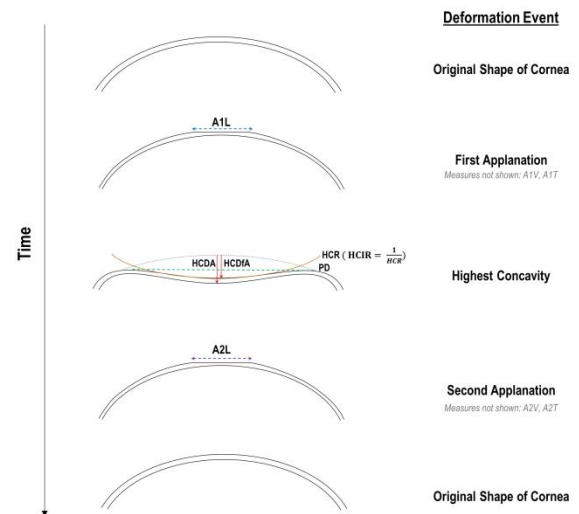 Deformation Event
Original Shape of Cornea
A1L
First Applanation
Measures not shown: A1V, A1T
Time
HCR ( HCIR = 1/HCR )
HCDA HCDfA
PD
Highest Concavity
A2L
Second Applanation
Measures not shown: A2V, A2T
Original Shape of Cornea